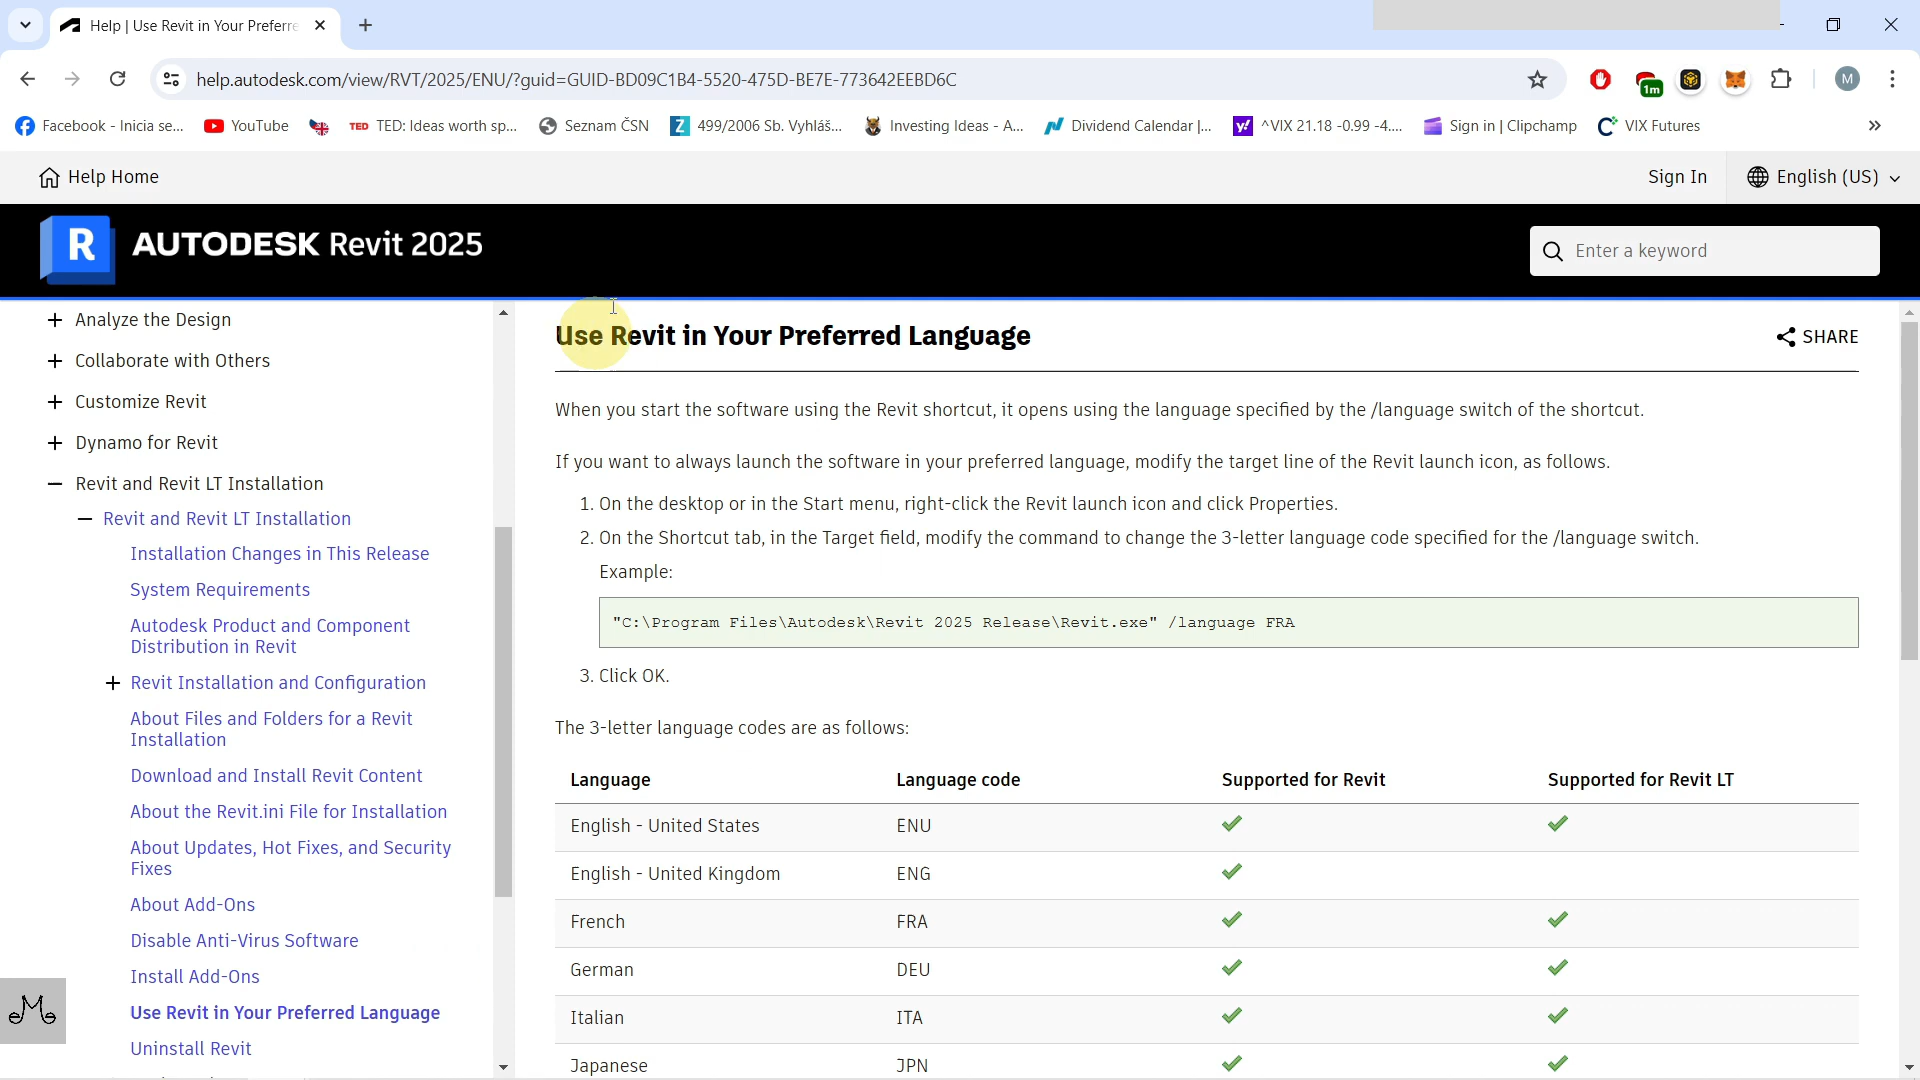 Help | Use Revit in Your Preferre
help.autodesk.com/view/RVT/2025/ENU/?guid=GUID-BD09C1B4-5520-475D-BE7E-773642EEBD6C
1m
M
Facebook - Inicia se...
YouTube
TED
TED: Ideas worth sp...
Seznam ČSN
Z
499/2006 Sb. Vyhláš...
Investing Ideas - A...
Dividend Calendar |...
y!
^VIX 21.18 -0.99 -4....
Sign in | Clipchamp
VIX Futures
Help Home
Sign In
English (US)
R
AUTODESK Revit 2025
Enter a keyword
Analyze the Design
Collaborate with Others
Customize Revit
Dynamo for Revit
Revit and Revit LT Installation
Revit and Revit LT Installation
Installation Changes in This Release
System Requirements
Autodesk Product and Component
Distribution in Revit
Revit Installation and Configuration
About Files and Folders for a Revit
Installation
Download and Install Revit Content
About the Revit.ini File for Installation
About Updates, Hot Fixes, and Security
Fixes
About Add-Ons
Disable Anti-Virus Software
Install Add-Ons
Use Revit in Your Preferred Language
Uninstall Revit
Use Revit in Your Preferred Language
SHARE
When you start the software using the Revit shortcut, it opens using the language specified by the /language switch of the shortcut.
If you want to always launch the software in your preferred language, modify the target line of the Revit launch icon, as follows.
1. On the desktop or in the Start menu, right-click the Revit launch icon and click Properties.
2. On the Shortcut tab, in the Target field, modify the command to change the 3-letter language code specified for the /language switch.
Example:
"C:\Program Files\Autodesk\Revit 2025 Release\Revit.exe" /language FRA
3. Click OK.
The 3-letter language codes are as follows:
Language Language code Supported for Revit Supported for Revit LT
English - United States ENU
English - United Kingdom ENG
French FRA
German DEU
Italian ITA
Japanese JPN